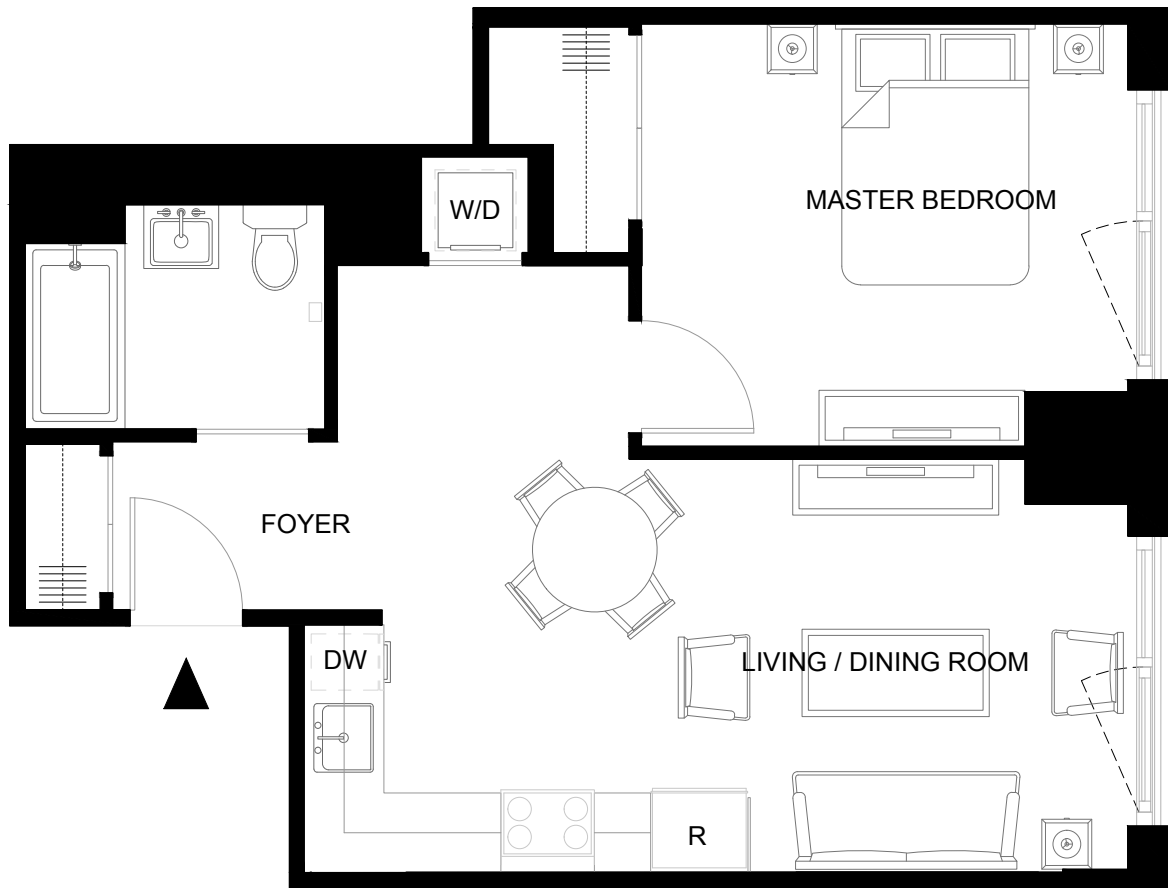 W/D
MASTER BEDROOM
FOYER
DW
LIVING / DINING ROOM
R